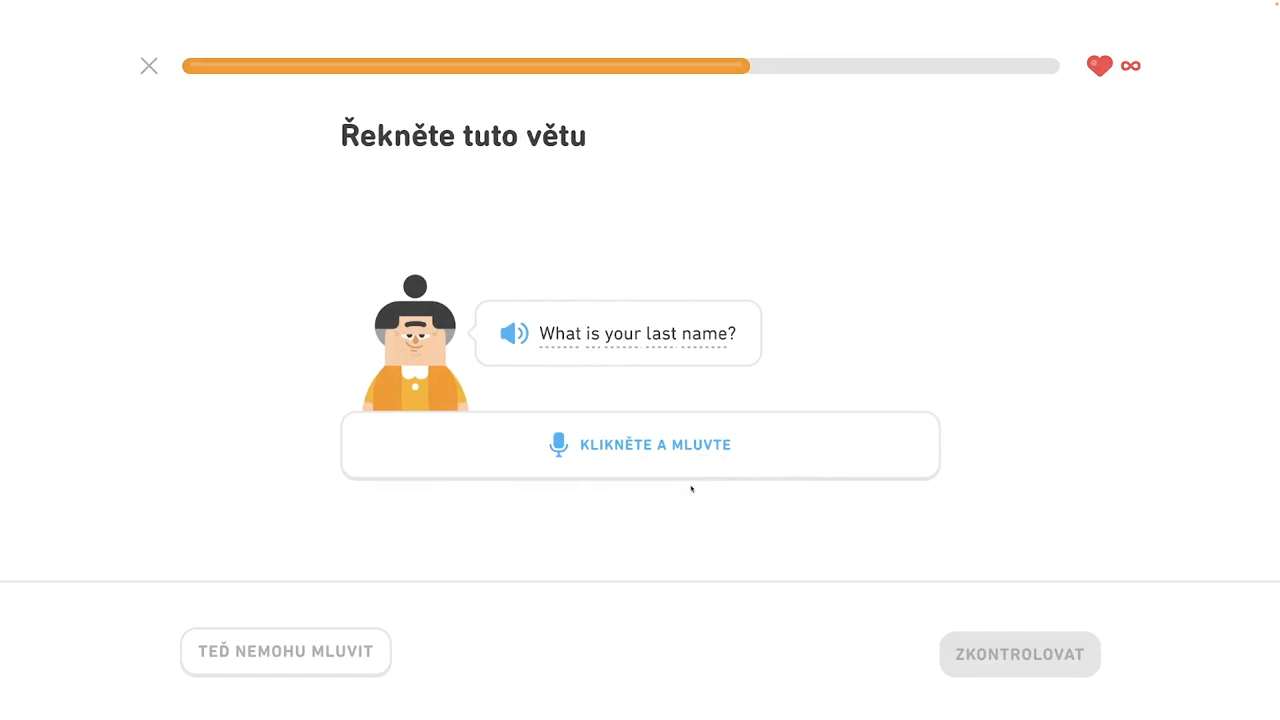 Řekněte tuto větu
What is your last name?
KLIKNĚTE A MLUVTE
TEĎ NEMOHU MLUVIT
ZKONTROLOVAT